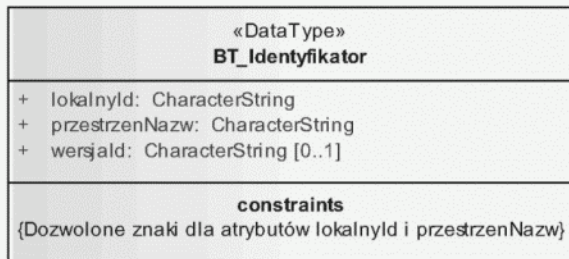 «DataType»
BT_Identyfikator
+ lokalnyId: CharacterString
+ przestrzenNazw: CharacterString
+ wersjaId: CharacterString [0..1]
constraints
{Dozwolone znaki dla atrybutów lokalnyId i przestrzenNazw}